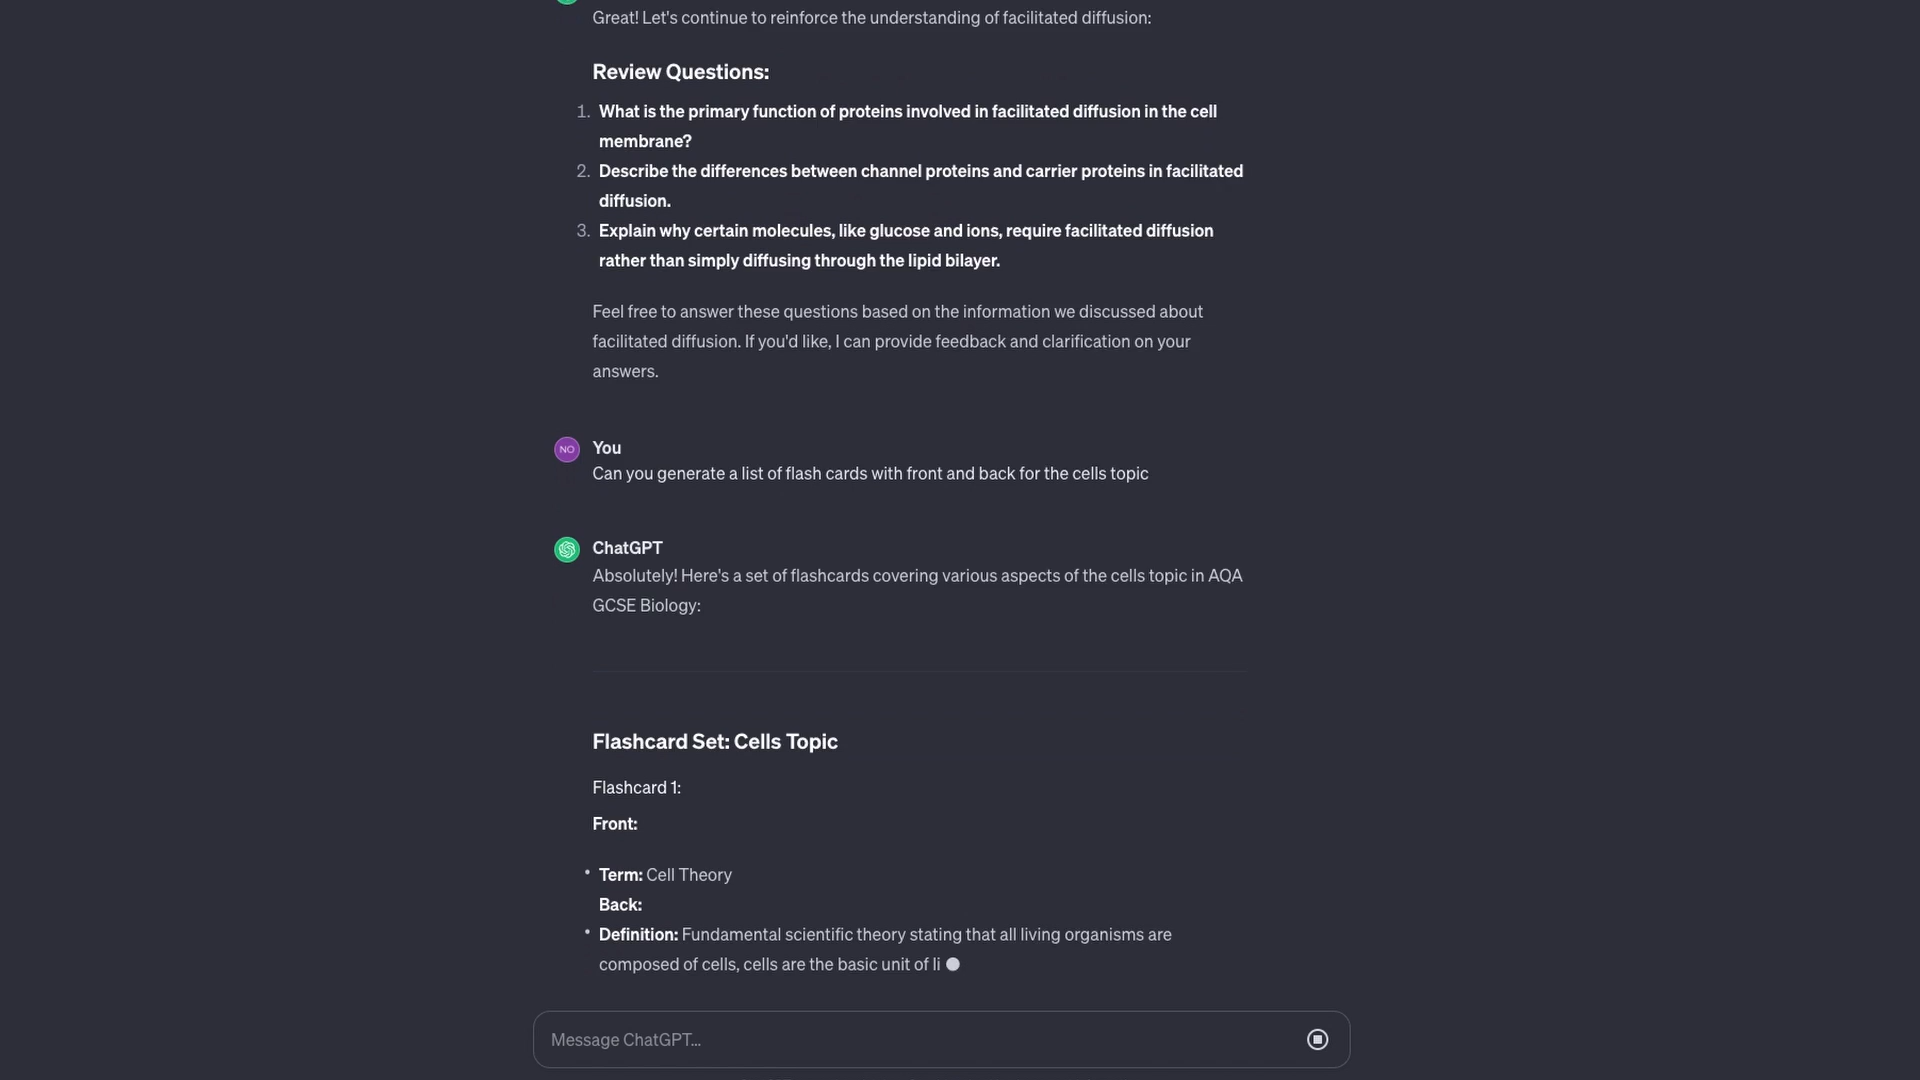 Great! Let's continue to reinforce the understanding of facilitated diffusion:
Review Questions:
1. What is the primary function of proteins involved in facilitated diffusion in the cell
membrane?
2. Describe the differences between channel proteins and carrier proteins in facilitated
diffusion.
3. Explain why certain molecules, like glucose and ions, require facilitated diffusion
rather than simply diffusing through the lipid bilayer.
Feel free to answer these questions based on the information we discussed about
facilitated diffusion. If you'd like, I can provide feedback and clarification on your
answers.
NO You
Can you generate a list of flash cards with front and back for the cells topic
ChatGPT
Absolutely! Here's a set of flashcards covering various aspects of the cells topic in AQA
GCSE Biology:
Flashcard Set: Cells Topic
Flashcard 1:
Front:
• Term: Cell Theory
Back:
• Definition: Fundamental scientific theory stating that all living organisms are
composed of cells, cells are the basic unit of li
Message ChatGPT...